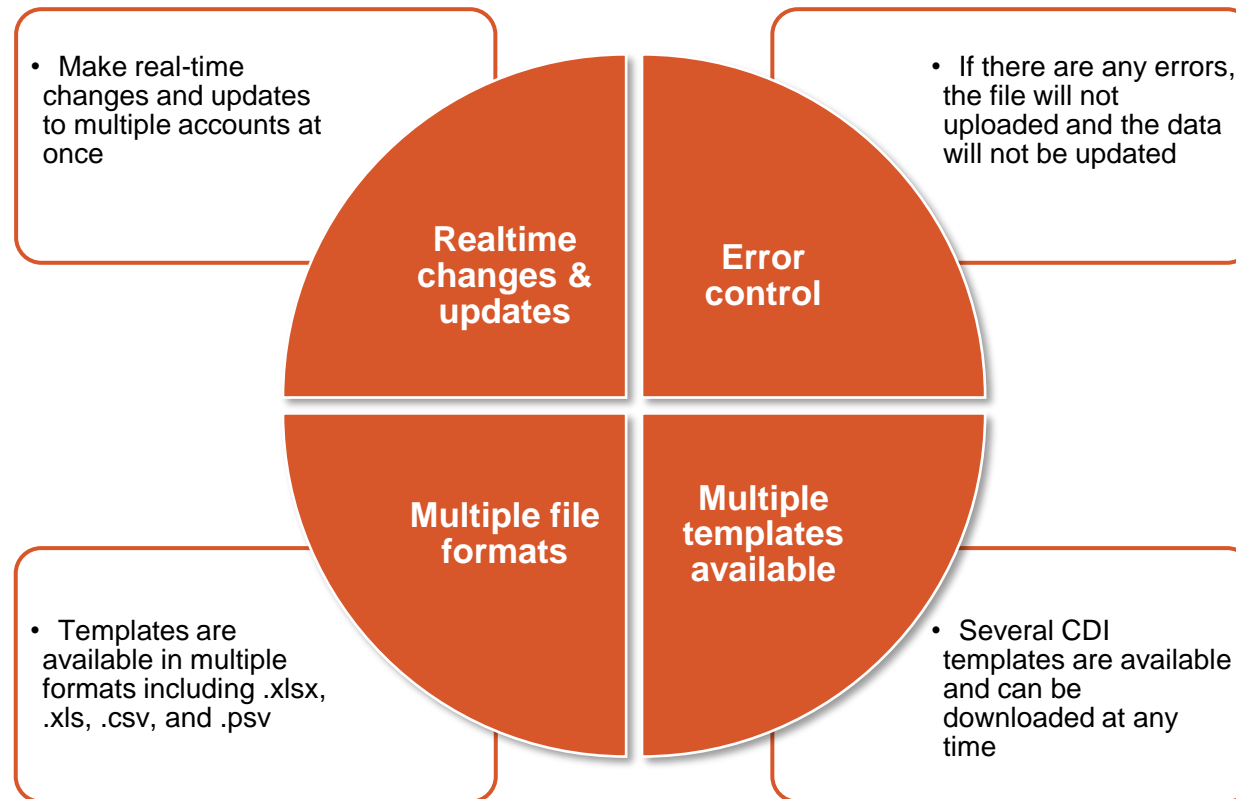 • Make real-time
changes and updates
to multiple accounts at
once
Realtime
changes &
updates
• If there are any errors,
the file will not
uploaded and the data
will not be updated
Error
control
• Templates are
available in multiple
formats including .xlsx,
.xls, .csv, and .psv
Multiple file
formats
• Several CDI
templates are available
and can be
downloaded at any
time
Multiple
templates
available